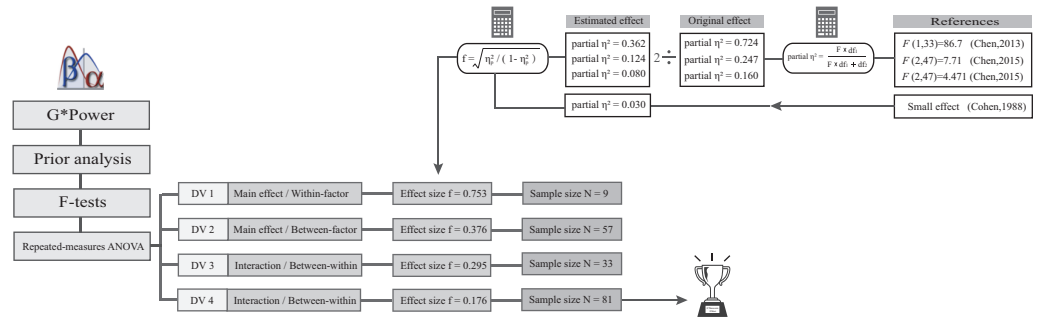 Estimated effect
Original effect
References
f = √ η²p / ( 1- η²p )
partial η² = 0.362
partial η² = 0.124
partial η² = 0.080
2 ÷
partial η² = 0.724
partial η² = 0.247
partial η² = 0.160
partial η² = F x df₁ / F x df₁ + df₂
F (1,33)=86.7 (Chen,2013)
F (2,47)=7.71 (Chen,2015)
F (2,47)=4.471 (Chen,2015)
partial η² = 0.030
Small effect (Cohen,1988)
β α
G*Power
Prior analysis
F-tests
Repeated-measures ANOVA
DV 1 Main effect / Within-factor Effect size f = 0.753 Sample size N = 9
DV 2 Main effect / Between-factor Effect size f = 0.376 Sample size N = 57
DV 3 Interaction / Between-within Effect size f = 0.295 Sample size N = 33
DV 4 Interaction / Between-within Effect size f = 0.176 Sample size N = 81